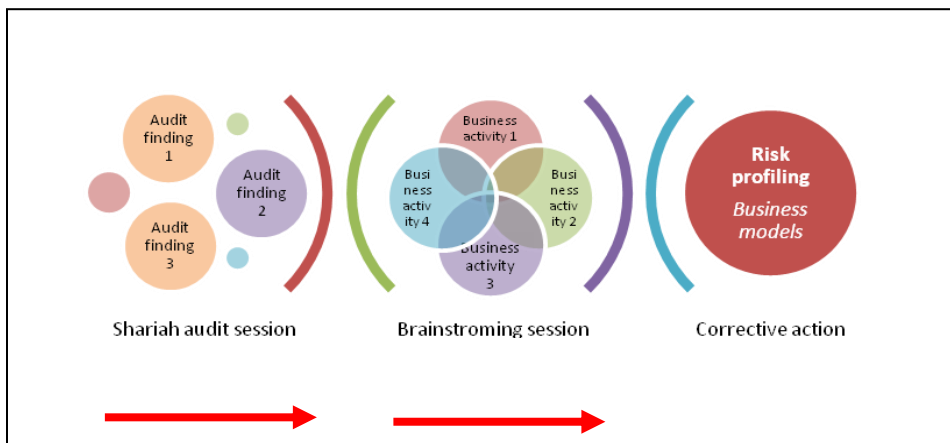 Audit
finding
1
Audit
finding
2
Audit
finding
3
Shariah audit session
Business
activity 1
Busi
ness
activ
ity 2
Business
activity
3
Busi
ness
activ
ity 4
Brainstroming session
Risk
profiling
Business
models
Corrective action